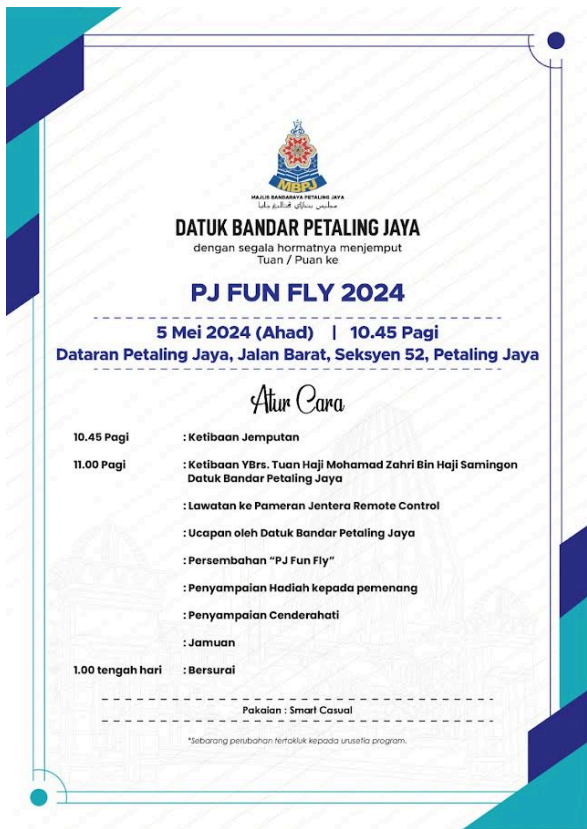 MBPJ
MAJLIS BANDARAYA PETALING JAYA
مجليس بندراي ڤتاليڠ جايا
DATUK BANDAR PETALING JAYA
dengan segala hormatnya menjemput
Tuan / Puan ke
PJ FUN FLY 2024
5 Mei 2024 (Ahad) | 10.45 Pagi
Dataran Petaling Jaya, Jalan Barat, Seksyen 52, Petaling Jaya
Atur Cara
10.45 Pagi : Ketibaan Jemputan
11.00 Pagi : Ketibaan YBrs. Tuan Haji Mohamad Zahri Bin Haji Samingon
Datuk Bandar Petaling Jaya
: Lawatan ke Pameran Jentera Remote Control
: Ucapan oleh Datuk Bandar Petaling Jaya
: Persembahan “PJ Fun Fly”
: Penyampaian Hadiah kepada pemenang
: Penyampaian Cenderahati
: Jamuan
1.00 tengah hari : Bersurai
Pakaian : Smart Casual
*Sebarang perubahan tertakluk kepada urusetia program.